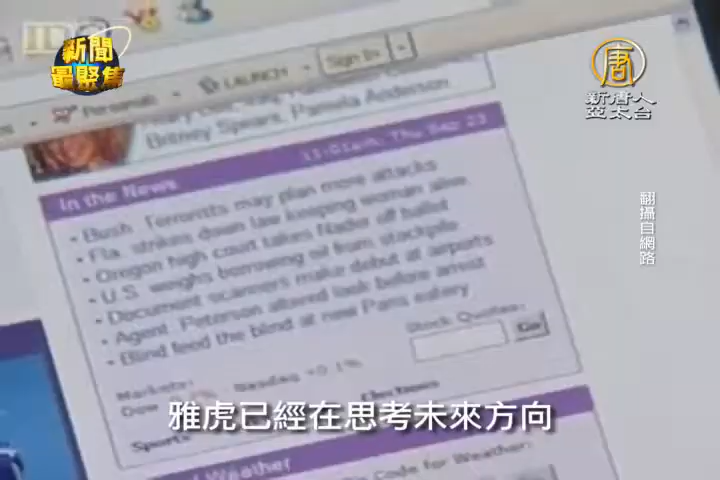 新聞
最聚焦
新唐人
亞太台
翻攝自網路
LAUNCH
Sign In
Personals
Britney Spears, Pamela Anderson
11:01am, Thu Sep 23
In the News
• Bush: Terrorists may plan more attacks
• Fla. strikes down law keeping woman alive
• Oregon high court takes Nader off ballot
• U.S. weighs borrowing oil from stockpile
• Document scanners make debut at airports
• Agent: Peterson altered look before arrest
• Blind feed the blind at new Paris eatery
Markets:
Dow
Nasdaq +0.1%
Stock Quotes:
Go
Sports
Weather
Code for Weather:
雅虎已經在思考未來方向